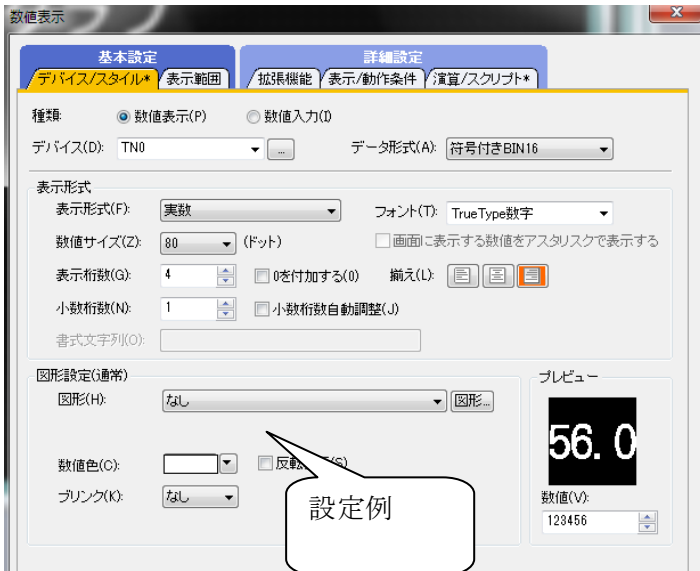 数値表示
基本設定
詳細設定
デバイス/スタイル* 表示範囲 拡張機能 表示/動作条件 演算/スクリプト*
種類: 数値表示(P) 数値入力(I)
デバイス(D): TN0 ... データ形式(A): 符号付きBIN16
表示形式
表示形式(F): 実数 フォント(T): TrueType数字
数値サイズ(Z): 80 (ドット) 画面に表示する数値をアスタリスクで表示する
表示桁数(G): 4 0を付加する(0) 揃え(L):
小数桁数(N): 1 小数桁数自動調整(J)
書式文字列(O):
図形設定(通常)
図形(H): なし 図形...
プレビュー
56.0
数値色(C):
ブリンク(K): なし
数値(V):
123456
設定例